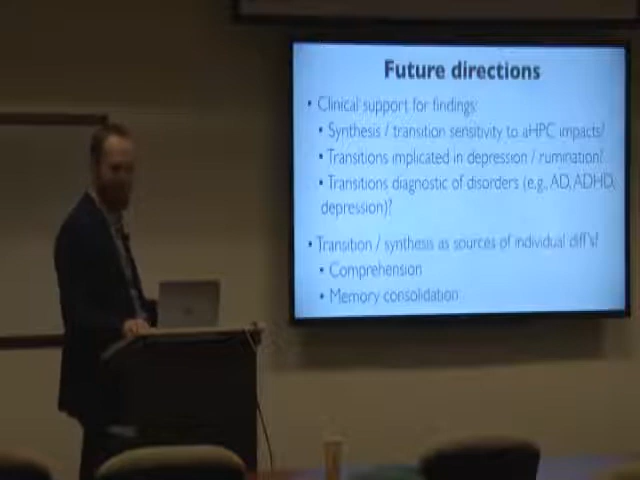 Future directions
• Clinical support for findings:
• Synthesis / transition sensitivity to aHPC impacts?
• Transitions implicated in depression / rumination?
• Transitions diagnostic of disorders (e.g., AD, ADHD,
depression)?
• Transition / synthesis as sources of individual diff's?
• Comprehension
• Memory consolidation